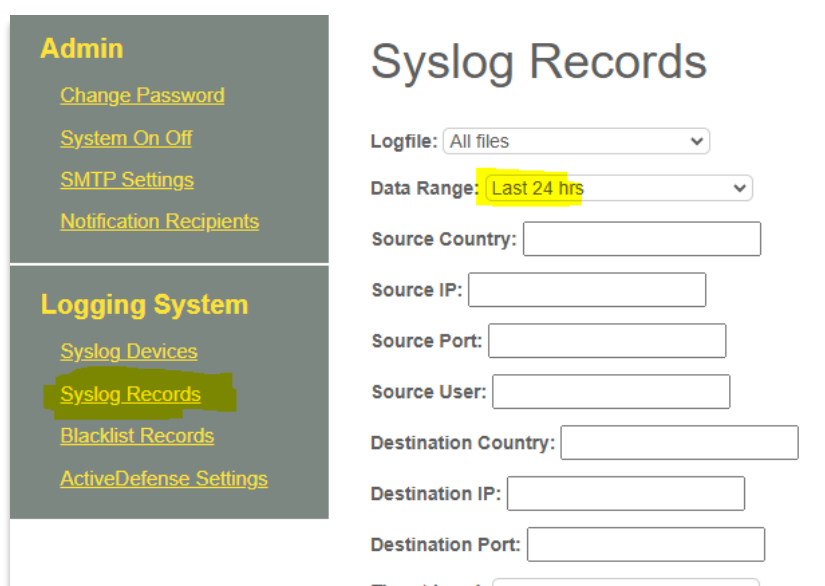 Admin
Change Password
System On Off
SMTP Settings
Notification Recipients
Logging System
Syslog Devices
Syslog Records
Blacklist Records
ActiveDefense Settings
Syslog Records
Logfile: All files
Data Range: Last 24 hrs
Source Country:
Source IP:
Source Port:
Source User:
Destination Country:
Destination IP:
Destination Port: